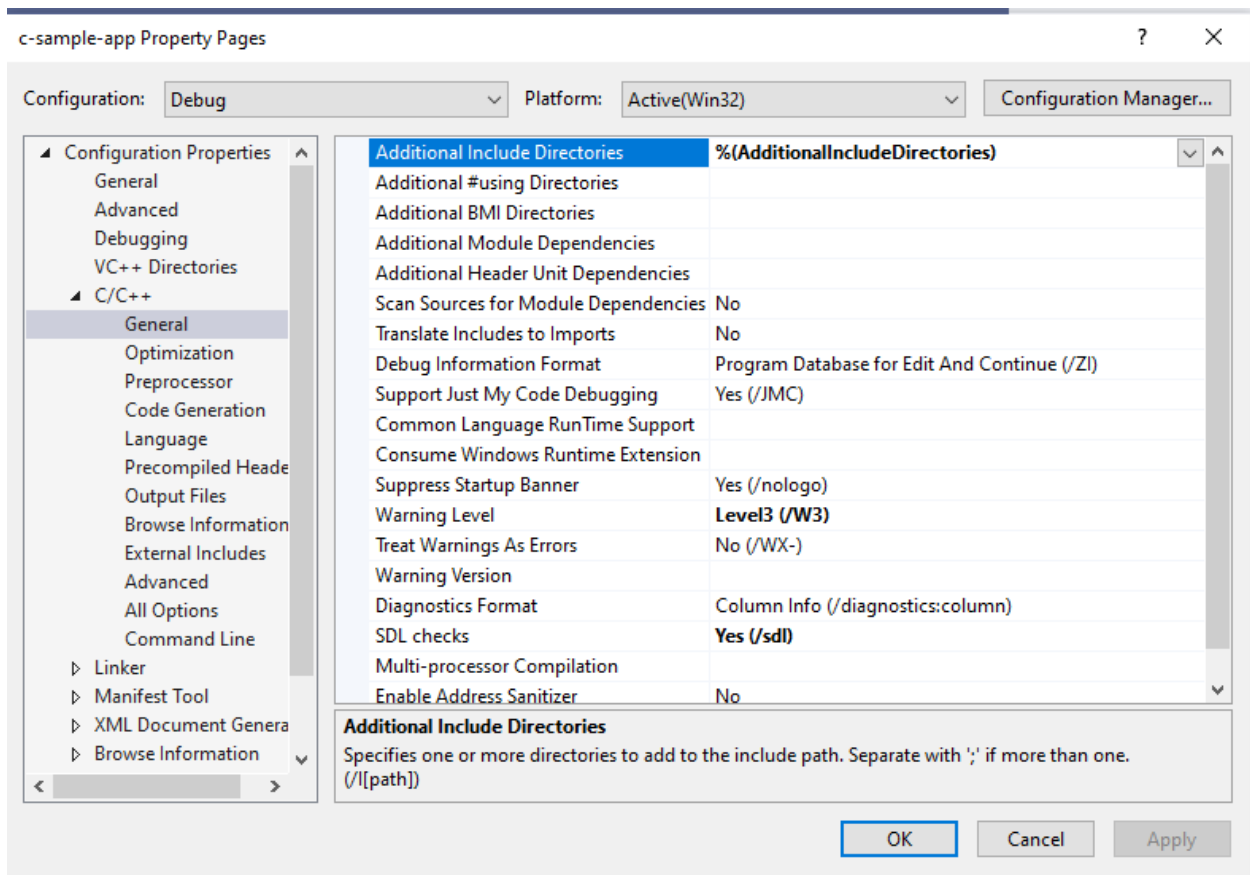 c-sample-app Property Pages
?
Configuration: Debug Platform: Active(Win32) Configuration Manager...
Configuration Properties
General
Advanced
Debugging
VC++ Directories
C/C++
General
Optimization
Preprocessor
Code Generation
Language
Precompiled Heade
Output Files
Browse Information
External Includes
Advanced
All Options
Command Line
Linker
Manifest Tool
XML Document Genera
Browse Information
Additional Include Directories %(AdditionalIncludeDirectories)
Additional #using Directories
Additional BMI Directories
Additional Module Dependencies
Additional Header Unit Dependencies
Scan Sources for Module Dependencies No
Translate Includes to Imports No
Debug Information Format Program Database for Edit And Continue (/ZI)
Support Just My Code Debugging Yes (/JMC)
Common Language RunTime Support
Consume Windows Runtime Extension
Suppress Startup Banner Yes (/nologo)
Warning Level Level3 (/W3)
Treat Warnings As Errors No (/WX-)
Warning Version
Diagnostics Format Column Info (/diagnostics:column)
SDL checks Yes (/sdl)
Multi-processor Compilation
Enable Address Sanitizer No
Additional Include Directories
Specifies one or more directories to add to the include path. Separate with ';' if more than one.
(/I[path])
OK Cancel Apply